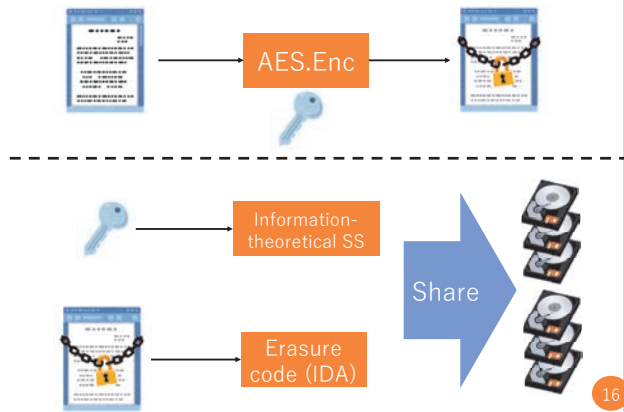 AES.Enc
Information-
theoretical SS
Share
Erasure
code (IDA)
16